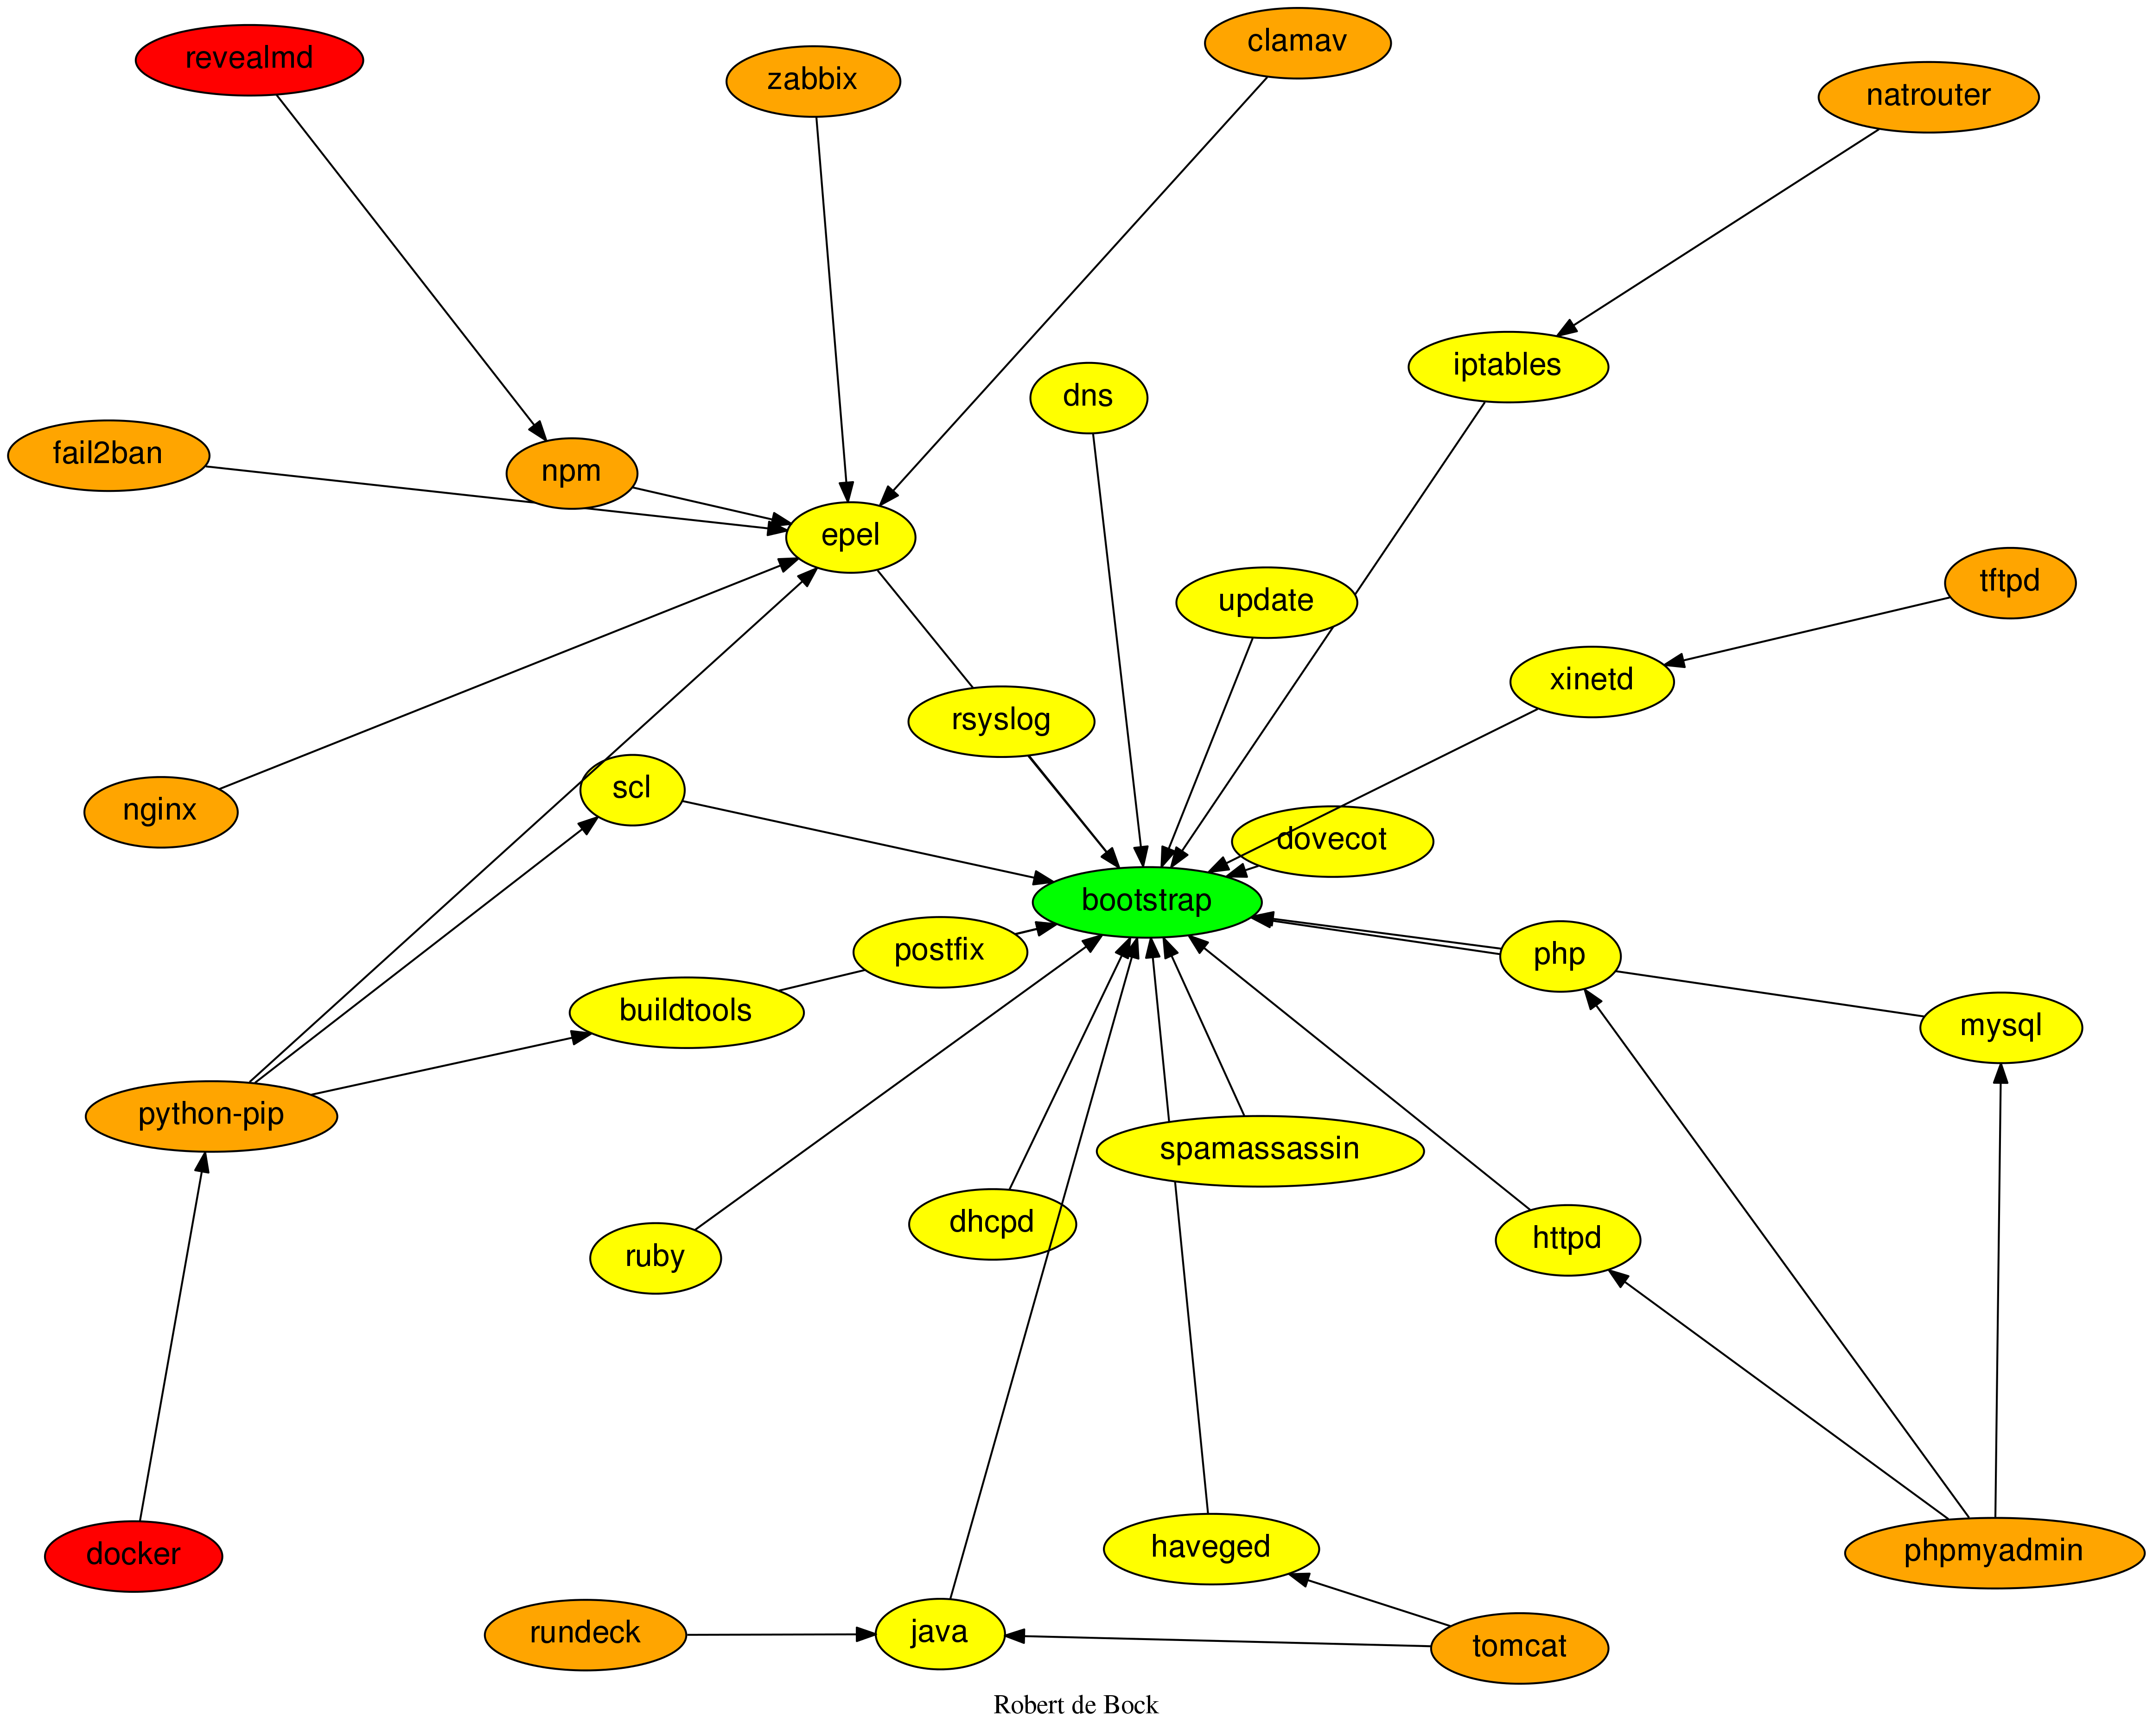 revealmd
zabbix
clamav
natrouter
dns
iptables
fail2ban
npm
epel
update
tftpd
xinetd
rsyslog
scl
nginx
dovecot
bootstrap
postfix
php
buildtools
mysql
python-pip
spamassassin
dhcpd
httpd
ruby
docker
haveged
phpmyadmin
rundeck
java
tomcat
Robert de Bock